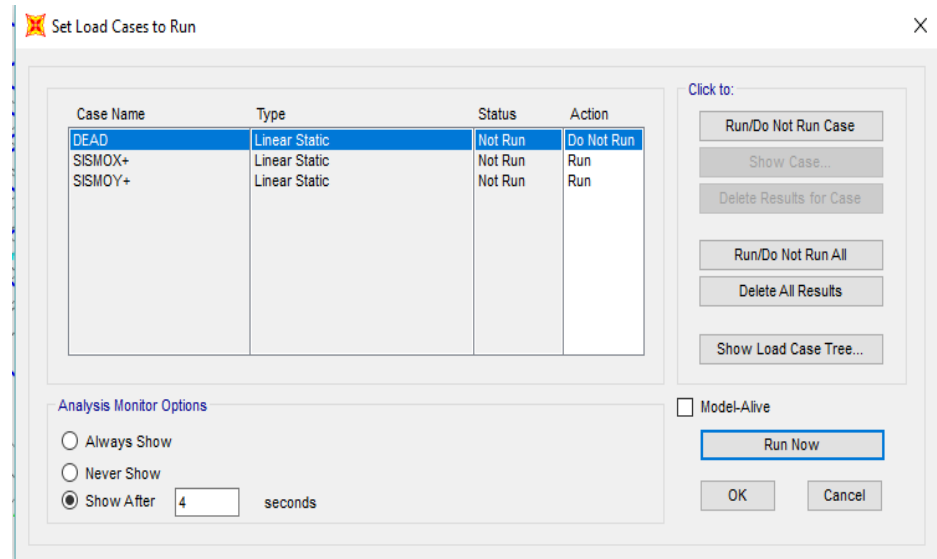 Set Load Cases to Run
Case Name Type Status Action
DEAD Linear Static Not Run Do Not Run
SISMOX+ Linear Static Not Run Run
SISMOY+ Linear Static Not Run Run
Click to:
Run/Do Not Run Case
Show Case...
Delete Results for Case
Run/Do Not Run All
Delete All Results
Show Load Case Tree...
Analysis Monitor Options
Always Show
Never Show
Show After 4 seconds
Model-Alive
Run Now
OK Cancel